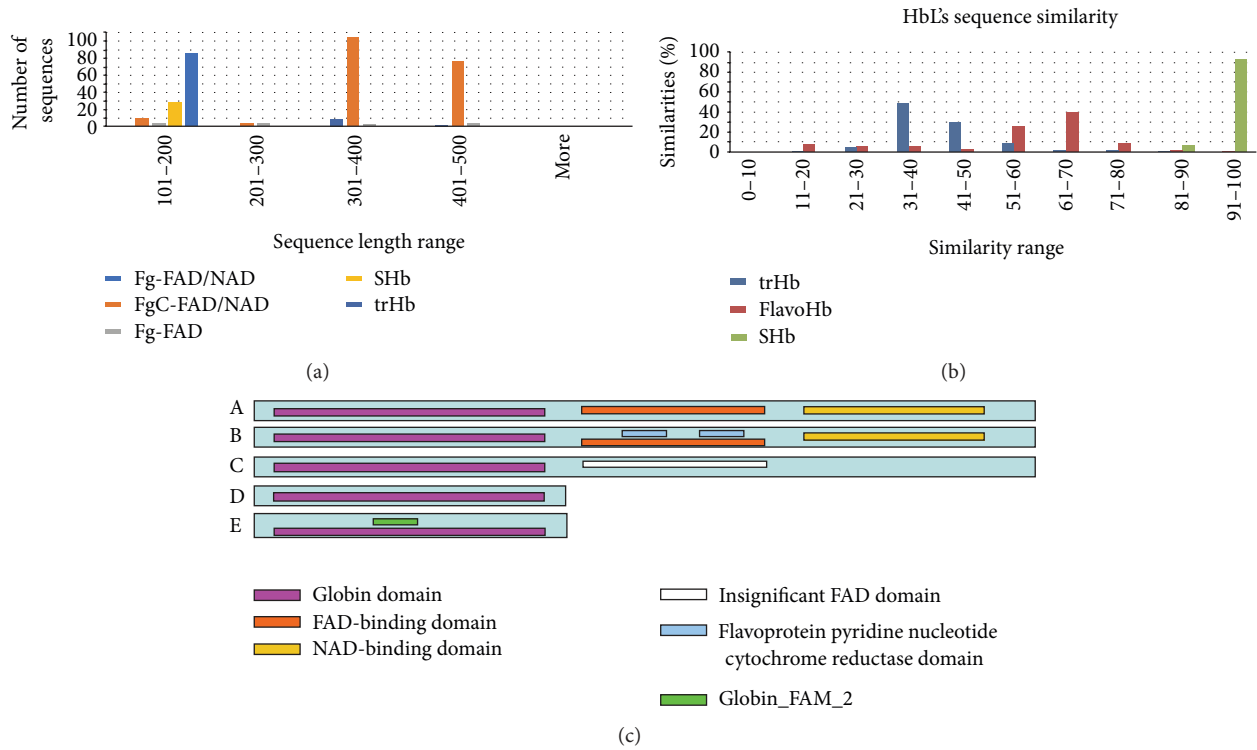 Number of
sequences
100
80
60
40
20
0
101–200
201–300
301–400
401–500
More
Sequence length range
Fg-FAD/NAD
FgC-FAD/NAD
Fg-FAD
SHb
trHb
(a)
HbL's sequence similarity
Similarities (%)
100
80
60
40
20
0
0–10
11–20
21–30
31–40
41–50
51–60
61–70
71–80
81–90
91–100
Similarity range
trHb
FlavoHb
SHb
(b)
A
B
C
D
E
Globin domain
FAD-binding domain
NAD-binding domain
Insignificant FAD domain
Flavoprotein pyridine nucleotide
cytochrome reductase domain
Globin_FAM_2
(c)